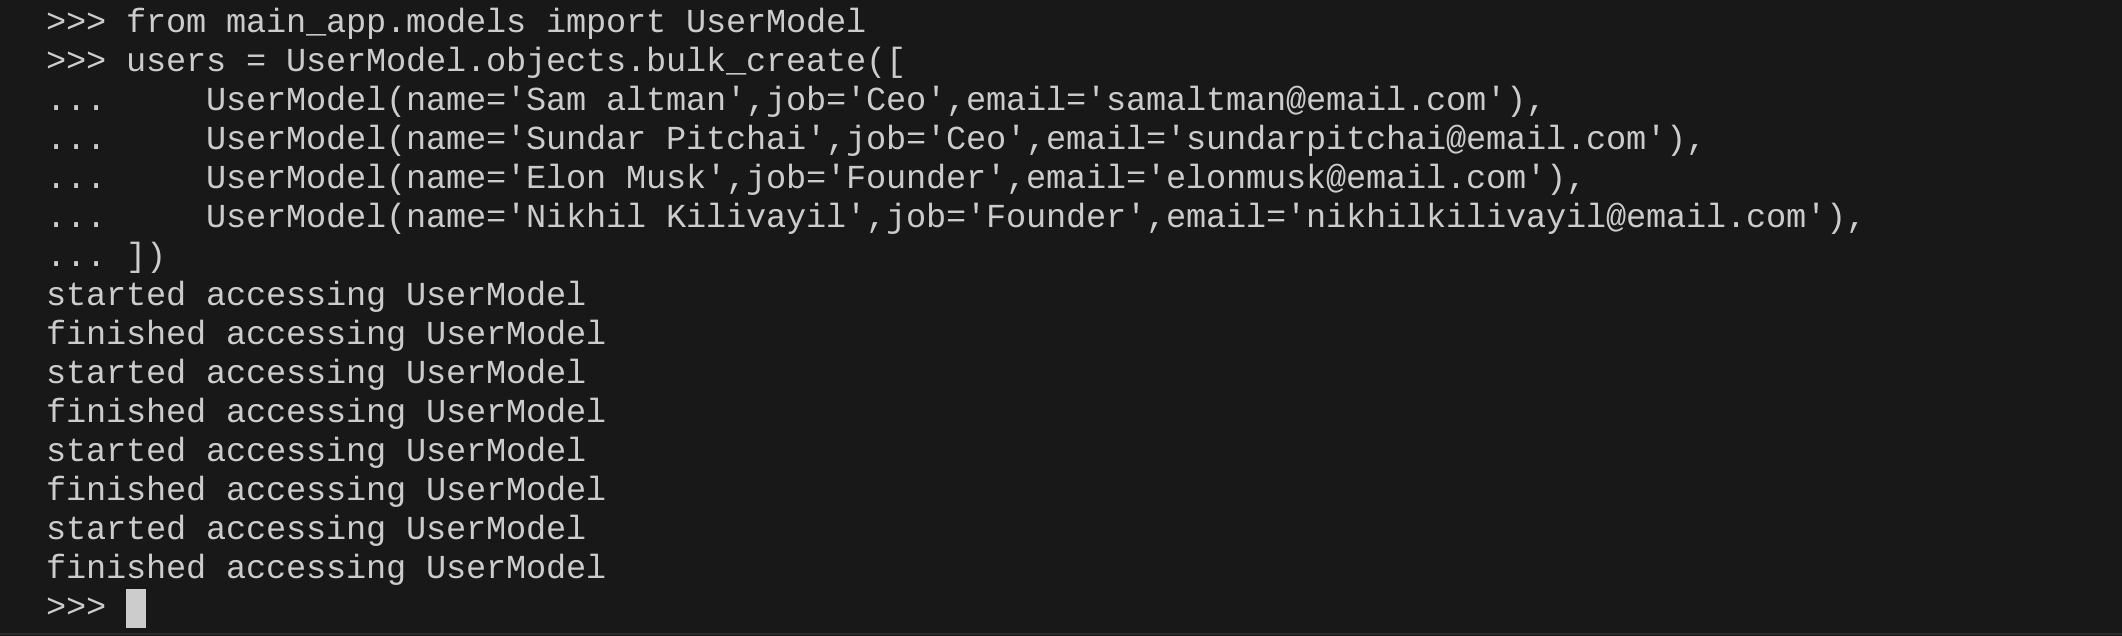 >>> from main_app.models import UserModel
>>> users = UserModel.objects.bulk_create([
...     UserModel(name='Sam altman',job='Ceo',email='samaltman@email.com'),
...     UserModel(name='Sundar Pitchai',job='Ceo',email='sundarpitchai@email.com'),
...     UserModel(name='Elon Musk',job='Founder',email='elonmusk@email.com'),
...     UserModel(name='Nikhil Kilivayil',job='Founder',email='nikhilkilivayil@email.com'),
... ])
started accessing UserModel
finished accessing UserModel
started accessing UserModel
finished accessing UserModel
started accessing UserModel
finished accessing UserModel
started accessing UserModel
finished accessing UserModel
>>>